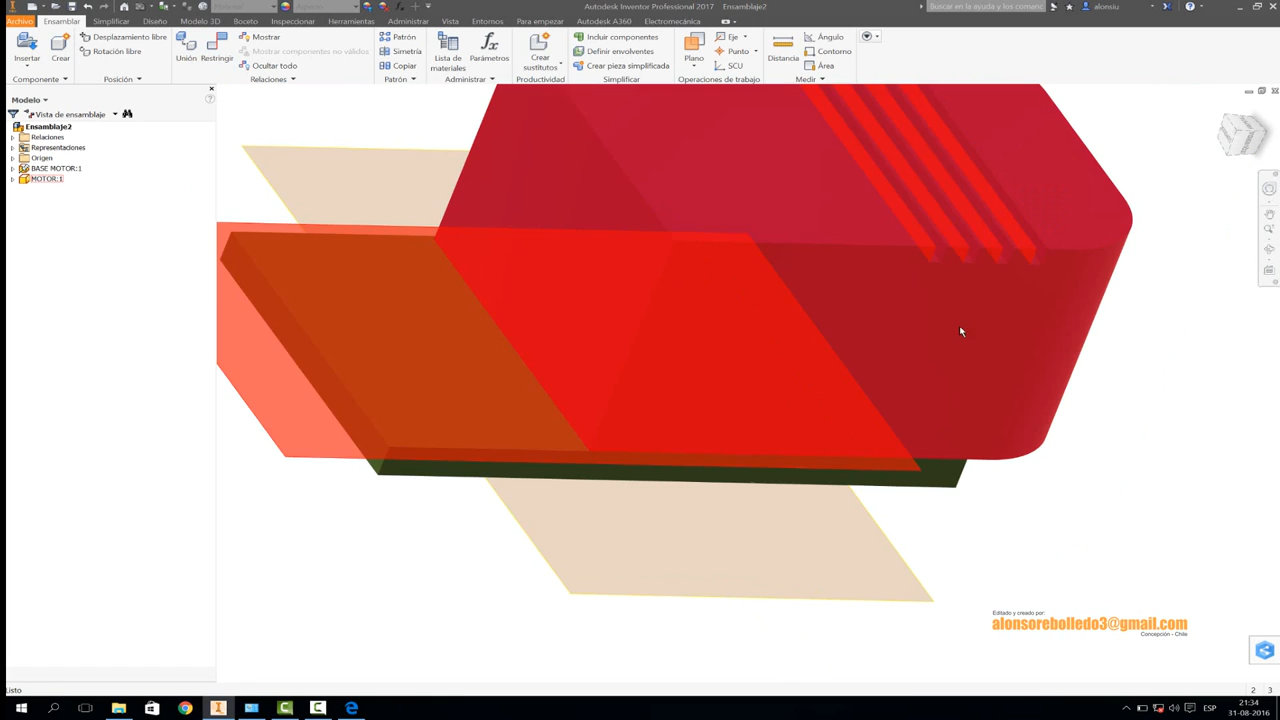 Autodesk Inventor Professional 2017 Ensamblaje2
Buscar en la ayuda y los comanc
alonsiu
Archivo Ensamblar Simplificar Diseño Modelo 3D Boceto Inspeccionar Herramientas Administrar Vista Entornos Para empezar Autodesk A360 Electromecánica
Insertar
Crear
Desplazamiento libre
Rotación libre
Unión
Restringir
Mostrar
Mostrar componentes no válidos
Ocultar todo
Patrón
Simetría
Copiar
Lista de
materiales
Parámetros
Crear
sustitutos
Incluir componentes
Definir envolventes
Crear pieza simplificada
Plano
Eje
Punto
SCU
Distancia
Ángulo
Contorno
Área
Componente
Posición
Relaciones
Patrón
Administrar
Productividad
Simplificar
Operaciones de trabajo
Medir
Modelo
Vista de ensamblaje
Ensamblaje2
Relaciones
Representaciones
Origen
BASE MOTOR:1
MOTOR:1
Editado y creado por:
alonsorebolledo3@gmail.com
Concepción - Chile
Listo
2 3
ESP
21:34
31-08-2016